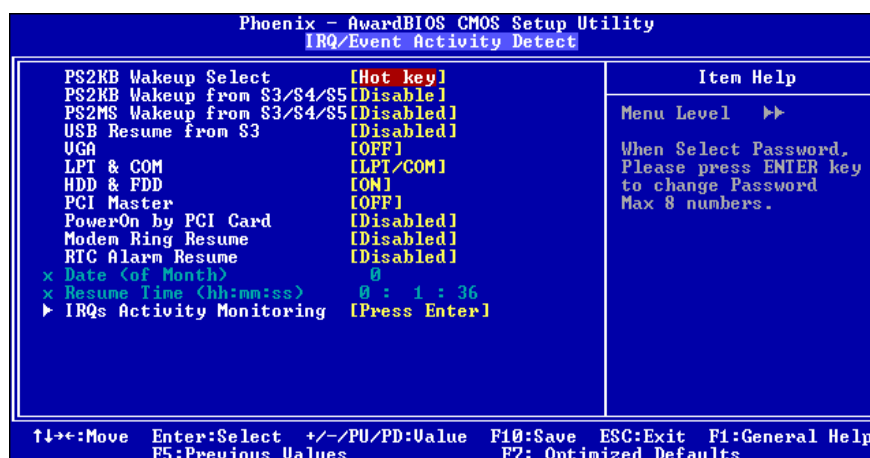 Phoenix - AwardBIOS CMOS Setup Utility
IRQ/Event Activity Detect
PS2KB Wakeup Select [Hot key]
PS2KB Wakeup from S3/S4/S5[Disable]
PS2MS Wakeup from S3/S4/S5[Disabled]
USB Resume from S3 [Disabled]
VGA [OFF]
LPT & COM [LPT/COM]
HDD & FDD [ON]
PCI Master [OFF]
PowerOn by PCI Card [Disabled]
Modem Ring Resume [Disabled]
RTC Alarm Resume [Disabled]
x Date (of Month) 0
x Resume Time (hh:mm:ss) 0 : 1 : 36
▶ IRQs Activity Monitoring [Press Enter]
Item Help
Menu Level ▶▶
When Select Password,
Please press ENTER key
to change Password
Max 8 numbers.
↑↓→←:Move Enter:Select +/-/PU/PD:Value F10:Save ESC:Exit F1:General Help
F5:Previous Values F7: Optimized Defaults